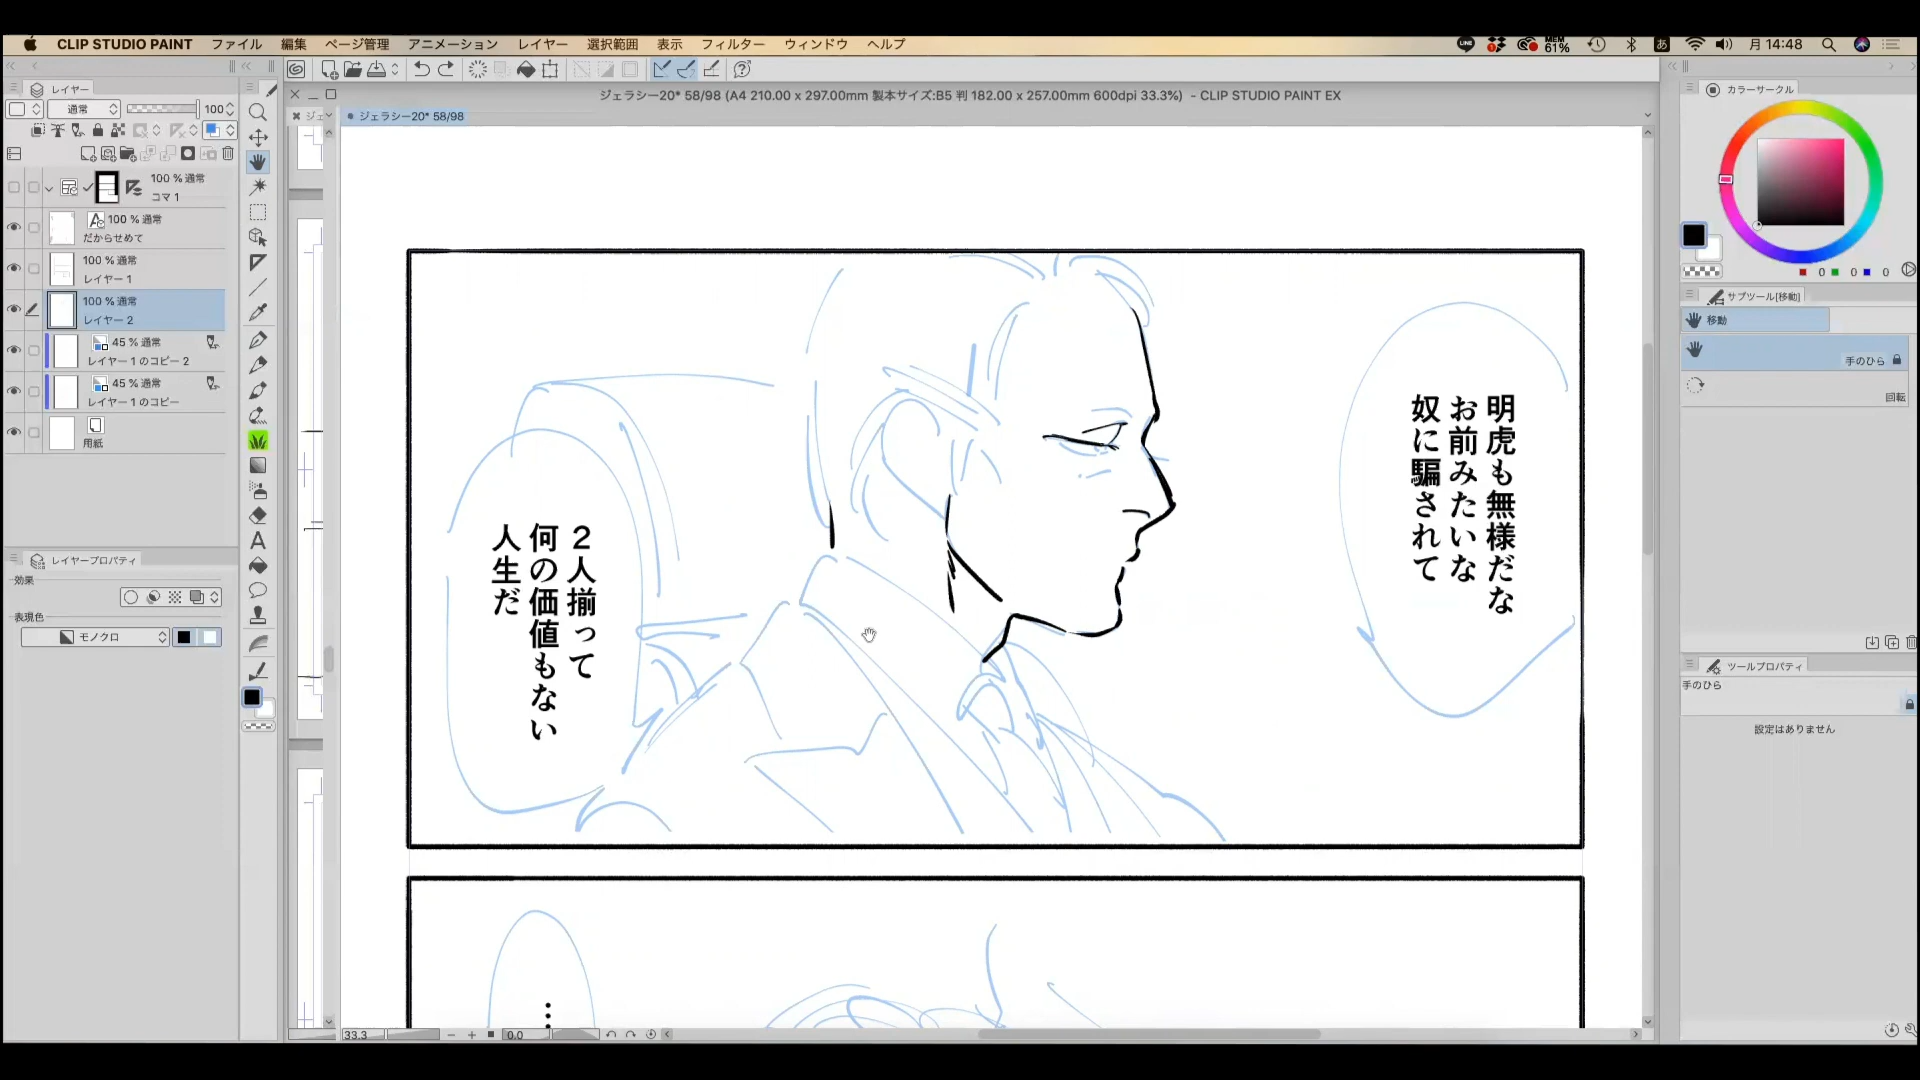 CLIP STUDIO PAINT ファイル 編集 ページ管理 アニメーション レイヤー 選択範囲 表示 フィルター ウィンドウ ヘルプ
LINE MEM 61% あ 月 14:48
ジェラシー20* 58/98 (A4 210.00 x 297.00mm 製本サイズ:B5 判 182.00 x 257.00mm 600dpi 33.3%) - CLIP STUDIO PAINT EX
ジェ
ジェラシー20* 58/98
レイヤー
通常 100
100 % 通常
コマ 1
100 % 通常
だからせめて
100 % 通常
レイヤー 1
100 % 通常
レイヤー 2
45 % 通常
レイヤー 1 のコピー 2
45 % 通常
レイヤー 1 のコピー
用紙
レイヤープロパティ
効果
表現色
モノクロ
明虎も無様だな
お前みたいな
奴に騙されて
2人揃って
何の価値もない
人生だ
…
33.3 0.0
カラーサークル
0 0 0
サブツール[移動]
移動
手のひら
回転
ツールプロパティ
手のひら
設定はありません